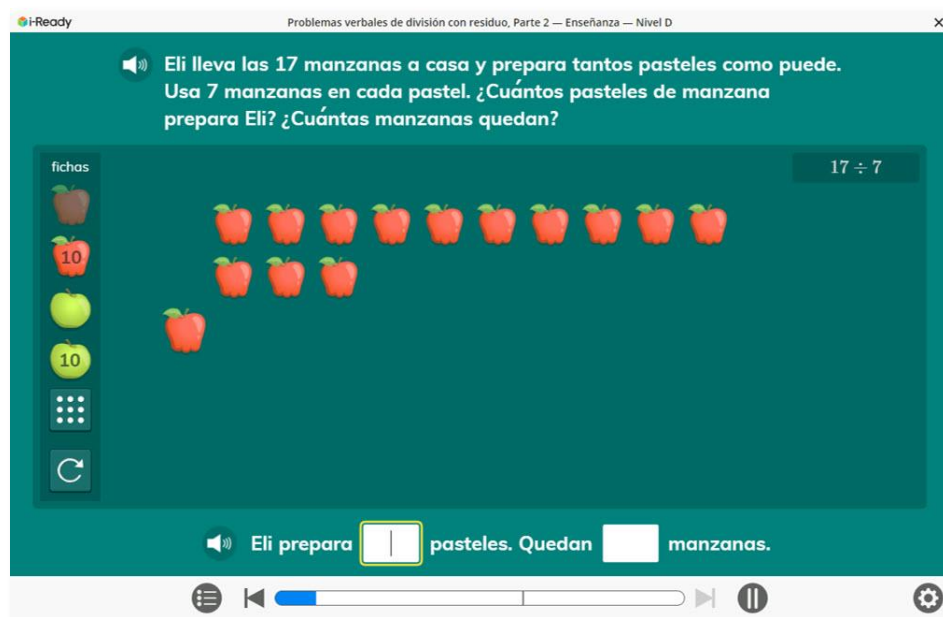 i-Ready
Problemas verbales de división con residuo, Parte 2 — Enseñanza — Nivel D
Eli lleva las 17 manzanas a casa y prepara tantos pasteles como puede.
Usa 7 manzanas en cada pastel. ¿Cuántos pasteles de manzana
prepara Eli? ¿Cuántas manzanas quedan?
fichas
17 ÷ 7
10
10
Eli prepara pasteles. Quedan manzanas.